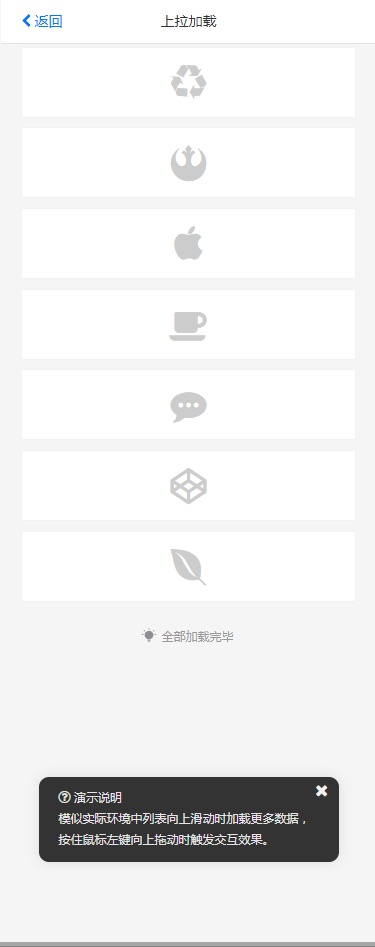 返回
上拉加载
全部加载完毕
演示说明
模似实际环境中列表向上滑动时加载更多数据，
按住鼠标左键向上拖动时触发交互效果。